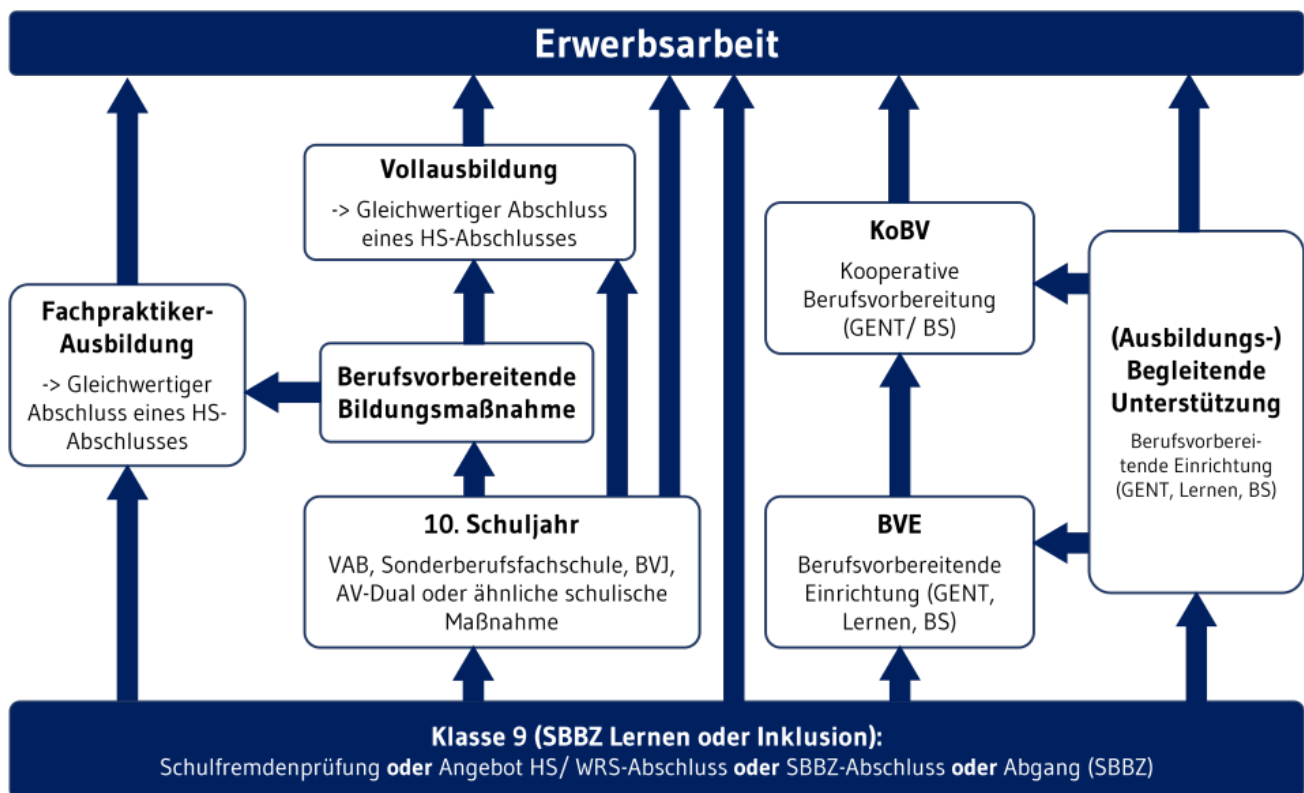 Erwerbsarbeit
Vollausbildung
-> Gleichwertiger Abschluss
eines HS-Abschlusses
Fachpraktiker-
Ausbildung
-> Gleichwertiger
Abschluss eines HS-
Abschlusses
Berufsvorbereitende
Bildungsmaßnahme
10. Schuljahr
VAB, Sonderberufsfachschule, BVJ,
AV-Dual oder ähnliche schulische
Maßnahme
KoBV
Kooperative
Berufsvorbereitung
(GENT/ BS)
BVE
Berufsvorbereitende
Einrichtung (GENT,
Lernen, BS)
(Ausbildungs-)
Begleitende
Unterstützung
Berufsvorberei-
tende Einrichtung
(GENT, Lernen, BS)
Klasse 9 (SBBZ Lernen oder Inklusion):
Schulfremdenprüfung oder Angebot HS/ WRS-Abschluss oder SBBZ-Abschluss oder Abgang (SBBZ)